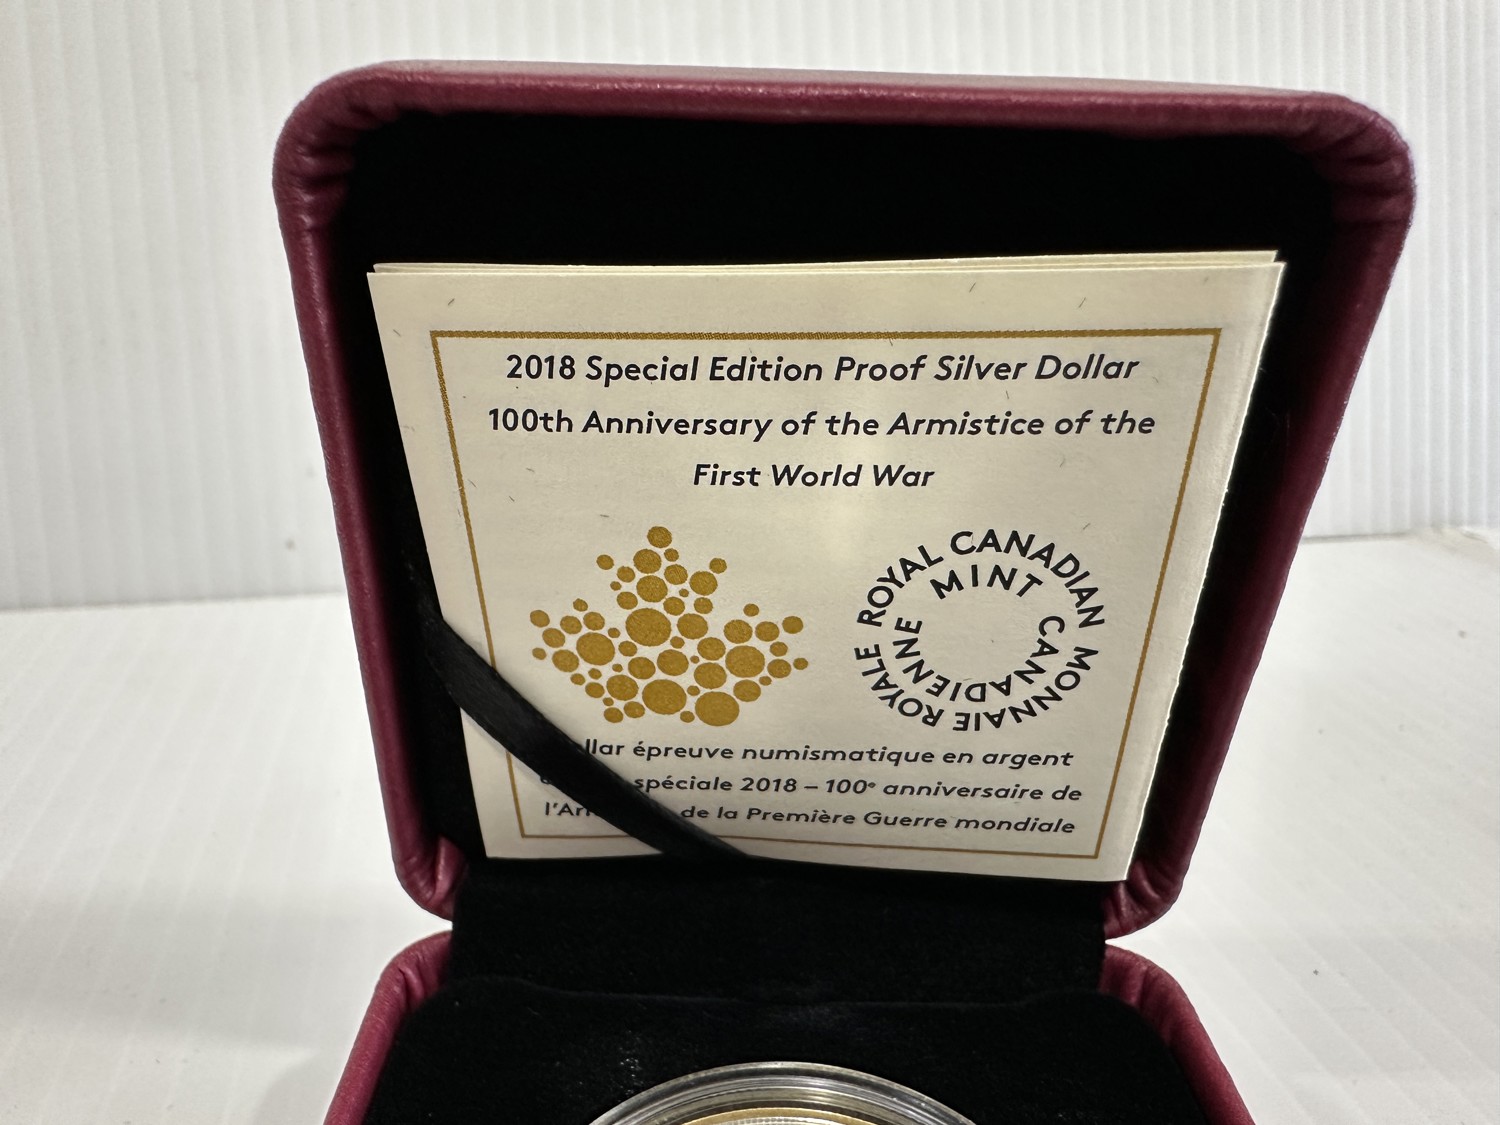 2018 Special Edition Proof Silver Dollar
100th Anniversary of the Armistice of the
First World War
ROYAL CANADIAN MINT
MONNAIE ROYALE CANADIENNE
épreuve numismatique en argent
spéciale 2018 – 100ᵉ anniversaire de
de la Première Guerre mondiale